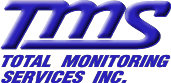 TMS
TOTAL MONITORING
SERVICES INC.